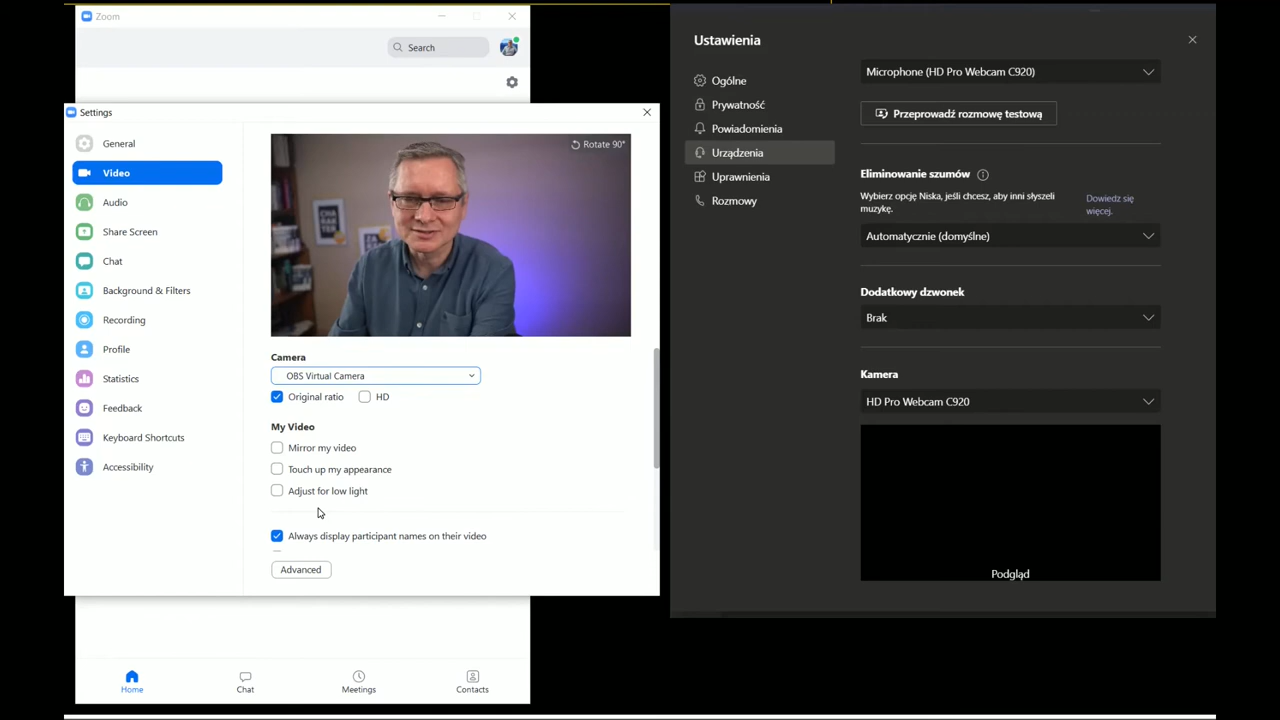 Zoom
Search
Settings
General
Video
Audio
Share Screen
Chat
Background & Filters
Recording
Profile
Statistics
Feedback
Keyboard Shortcuts
Accessibility
Rotate 90°
CHARA
KTER
ZA
Camera
OBS Virtual Camera
Original ratio
HD
My Video
Mirror my video
Touch up my appearance
Adjust for low light
Always display participant names on their video
Advanced
Home
Chat
Meetings
Contacts
Ustawienia
Ogólne
Prywatność
Powiadomienia
Urządzenia
Uprawnienia
Rozmowy
Microphone (HD Pro Webcam C920)
Przeprowadź rozmowę testową
Eliminowanie szumów
Wybierz opcję Niska, jeśli chcesz, aby inni słyszeli
muzykę.
Dowiedz się
więcej.
Automatycznie (domyślne)
Dodatkowy dzwonek
Brak
Kamera
HD Pro Webcam C920
Podgląd